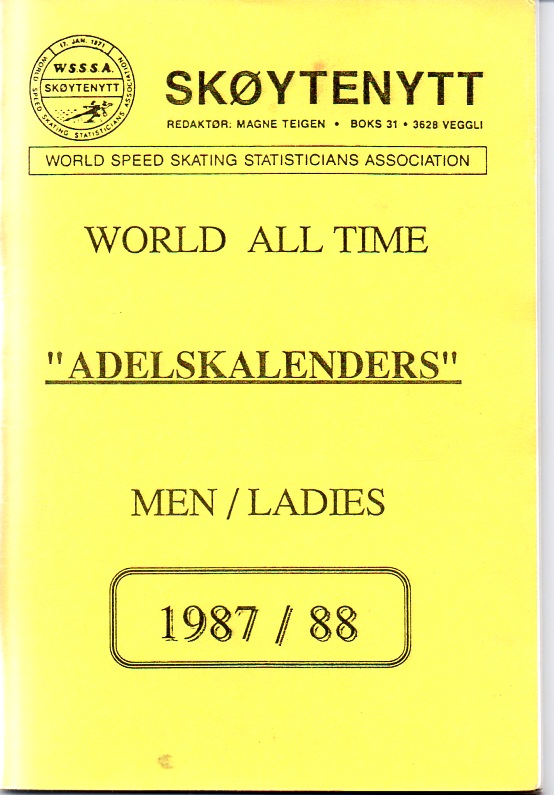 17. JAN. 1971
W.S.S.S.A.
SKØYTENYTT
WORLD SPEED SKATING STATISTICIANS ASSOCIATION
SKØYTENYTT
REDAKTØR: MAGNE TEIGEN • BOKS 31 • 3628 VEGGLI
WORLD SPEED SKATING STATISTICIANS ASSOCIATION
WORLD ALL TIME
"ADELSKALENDERS"
MEN / LADIES
1987 / 88